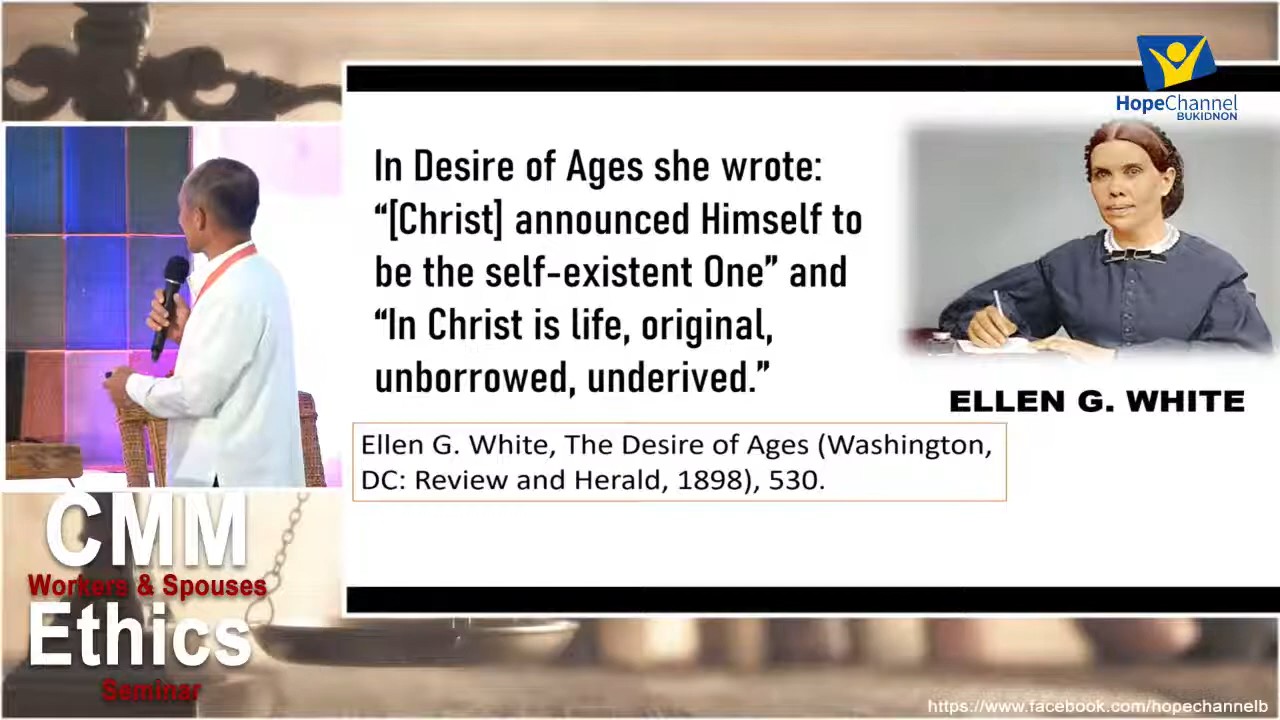 HopeChannel
BUKIDNON
In Desire of Ages she wrote:
“[Christ] announced Himself to
be the self-existent One” and
“In Christ is life, original,
unborrowed, underived.”
ELLEN G. WHITE
Ellen G. White, The Desire of Ages (Washington,
DC: Review and Herald, 1898), 530.
CMM
Workers & Spouses
Ethics
Seminar
https://www.facebook.com/hopechannelb